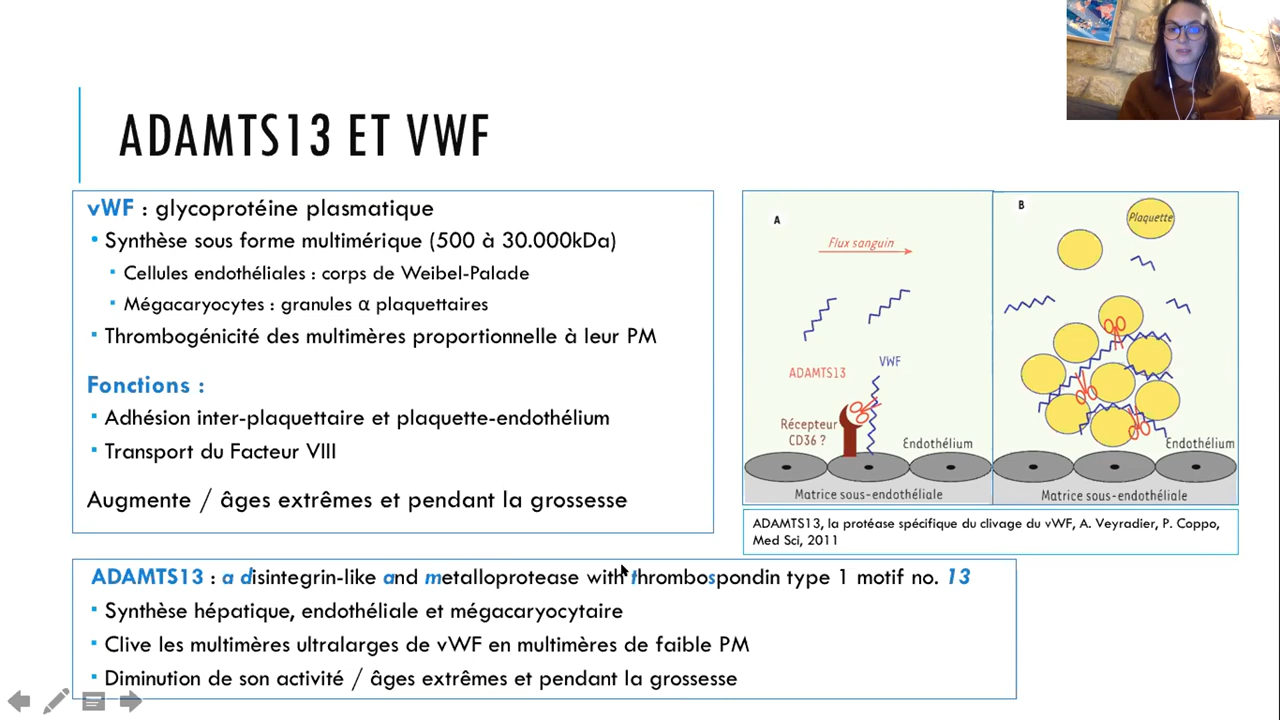 ADAMTS13 ET VWF
vWF : glycoprotéine plasmatique
• Synthèse sous forme multimérique (500 à 30.000kDa)
▪ Cellules endothéliales : corps de Weibel-Palade
▪ Mégacaryocytes : granules α plaquettaires
▪ Thrombogénicité des multimères proportionnelle à leur PM
Fonctions :
▪ Adhésion inter-plaquettaire et plaquette-endothélium
▪ Transport du Facteur VIII
Augmente / âges extrêmes et pendant la grossesse
A
Flux sanguin
ADAMTS13
VWF
Récepteur
CD36 ?
Endothélium
Matrice sous-endothéliale
B
Plaquette
Endothélium
Matrice sous-endothéliale
ADAMTS13, la protéase spécifique du clivage du vWF, A. Veyradier, P. Coppo,
Med Sci, 2011
ADAMTS13 : a disintegrin-like and metalloprotease with thrombospondin type 1 motif no. 13
▪ Synthèse hépatique, endothéliale et mégacaryocytaire
▪ Clive les multimères ultralarges de vWF en multimères de faible PM
▪ Diminution de son activité / âges extrêmes et pendant la grossesse